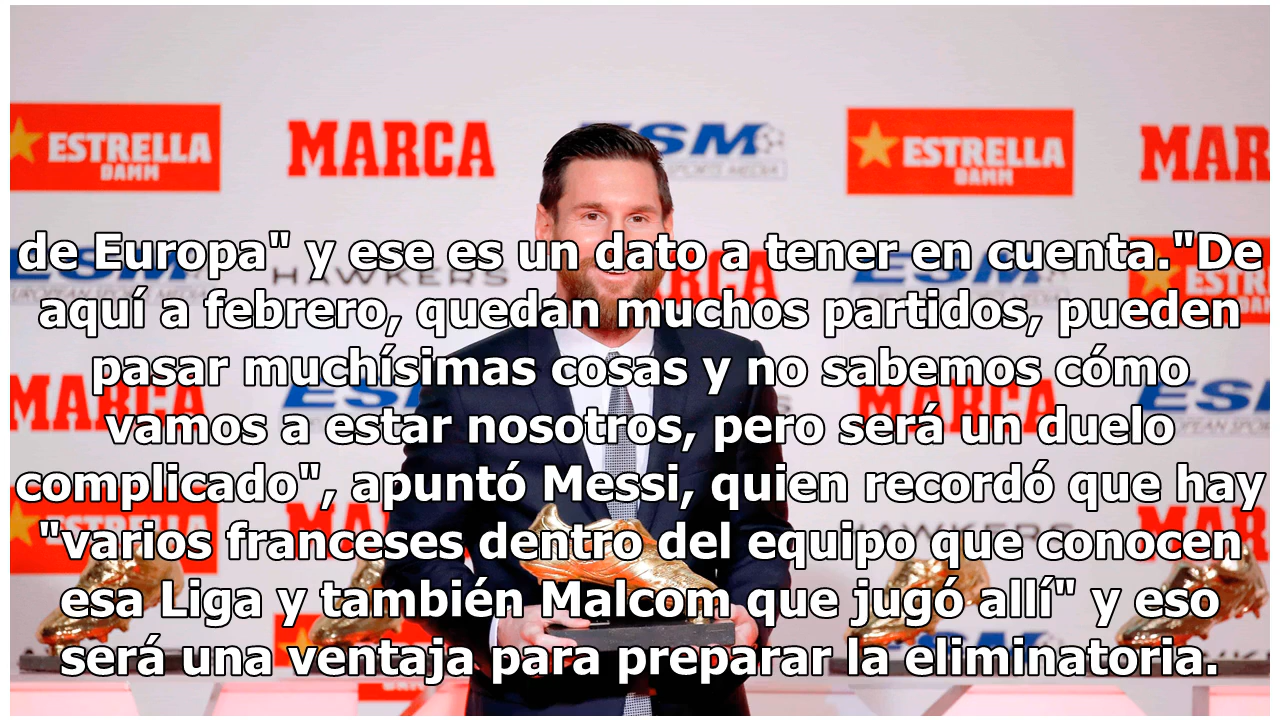 ESTRELLA
DAMM
MARCA
ESM
ESTRELLA
DAMM
MAR
de Europa" y ese es un dato a tener en cuenta."De
aquí a febrero, quedan muchos partidos, pueden
pasar muchísimas cosas y no sabemos cómo
vamos a estar nosotros, pero será un duelo
complicado", apuntó Messi, quien recordó que hay
"varios franceses dentro del equipo que conocen
esa Liga y también Malcom que jugó allí" y eso
será una ventaja para preparar la eliminatoria.